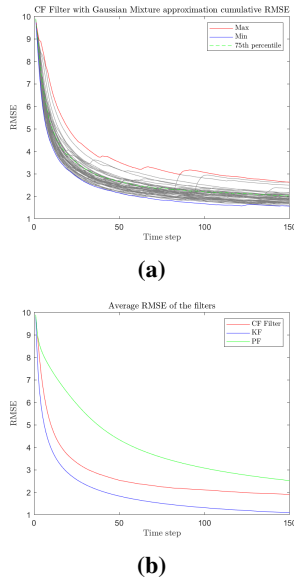 CF Filter with Gaussian Mixture approximation cumulative RMSE
10
9
8
7
6
5
4
3
2
1
RMSE
Max
Min
75th percentile
0 50 100 150
Time step
(a)
Average RMSE of the filters
10
9
8
7
6
5
4
3
2
1
RMSE
CF Filter
KF
PF
0 50 100 150
Time step
(b)